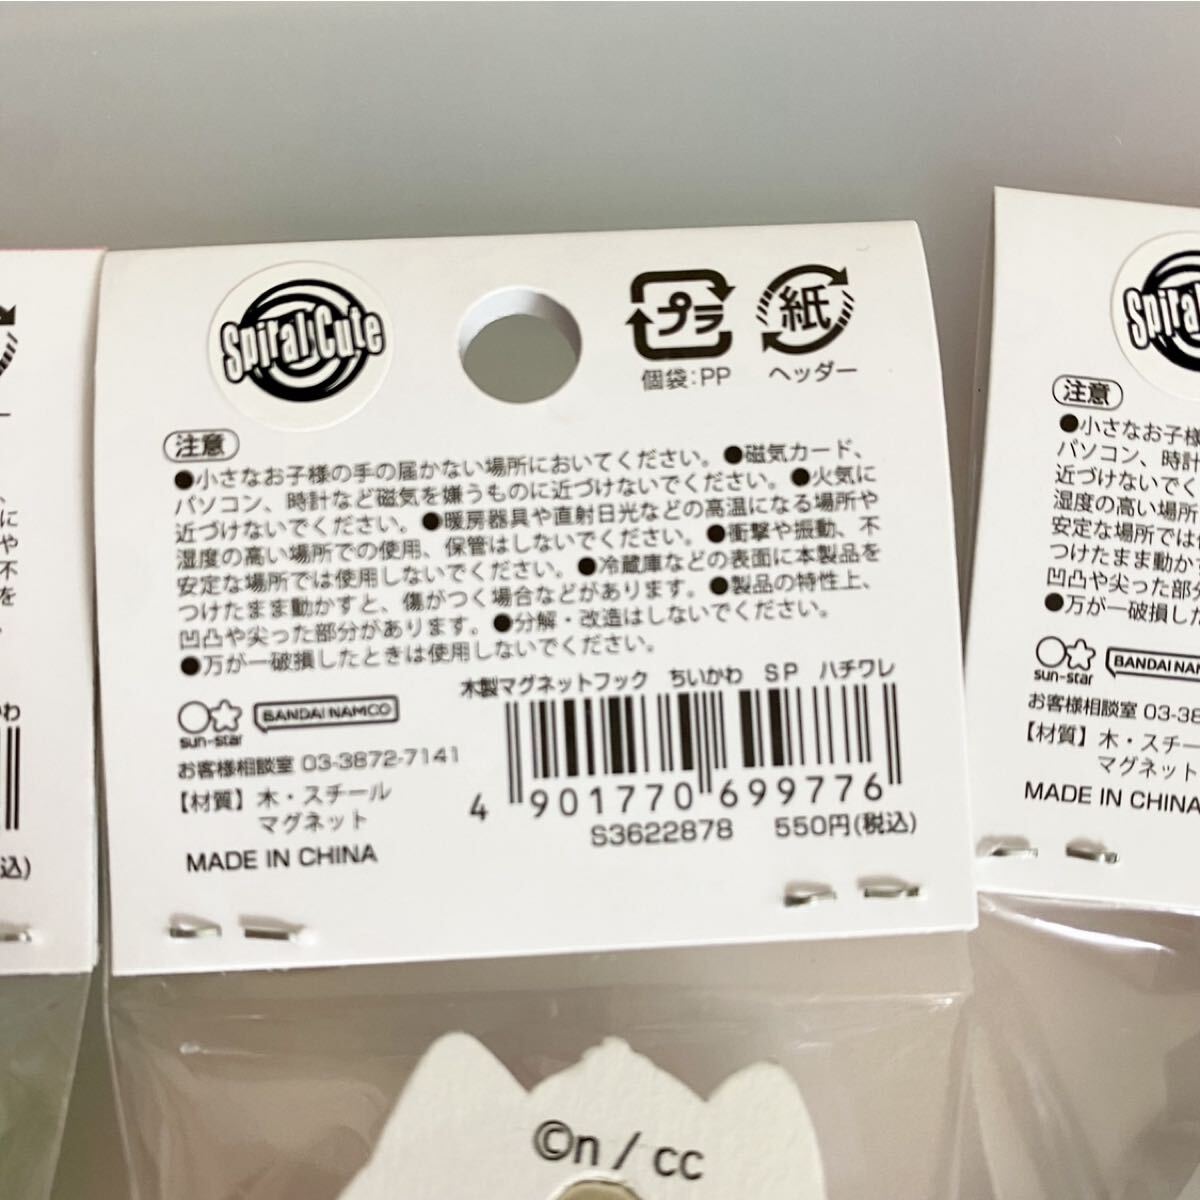 Spiral Cute
プラ
個袋：PP
紙
ヘッダー
注意
●小さなお子様の手の届かない場所においてください。●磁気カード、
パソコン、時計など磁気を嫌うものに近づけないでください。●火気に
近づけないでください。●暖房器具や直射日光などの高温になる場所や
湿度の高い場所での使用、保管はしないでください。●衝撃や振動、不
安定な場所では使用しないでください。●冷蔵庫などの表面に本製品を
つけたまま動かすと、傷がつく場合などがあります。●製品の特性上、
凹凸や尖った部分があります。●分解・改造はしないでください。
●万が一破損したときは使用しないでください。
木製マグネットフック ちいかわ SP ハチワレ
sun-star
BANDAI NAMCO
お客様相談室 03-3872-7141
【材質】木・スチール
マグネット
MADE IN CHINA
4 901770 699776
S3622878 550円(税込)
©n / cc
注意
●小さなお子様
パソコン、時計
近づけないでく
湿度の高い場所
安定な場所では使
つけたまま動かす
凹凸や尖った部分
●万が一破損した
sun-star
BANDAI NAM
お客様相談室 03-38
【材質】木・スチー
マグネット
MADE IN CHINA
に
や
不
を
かわ
込)